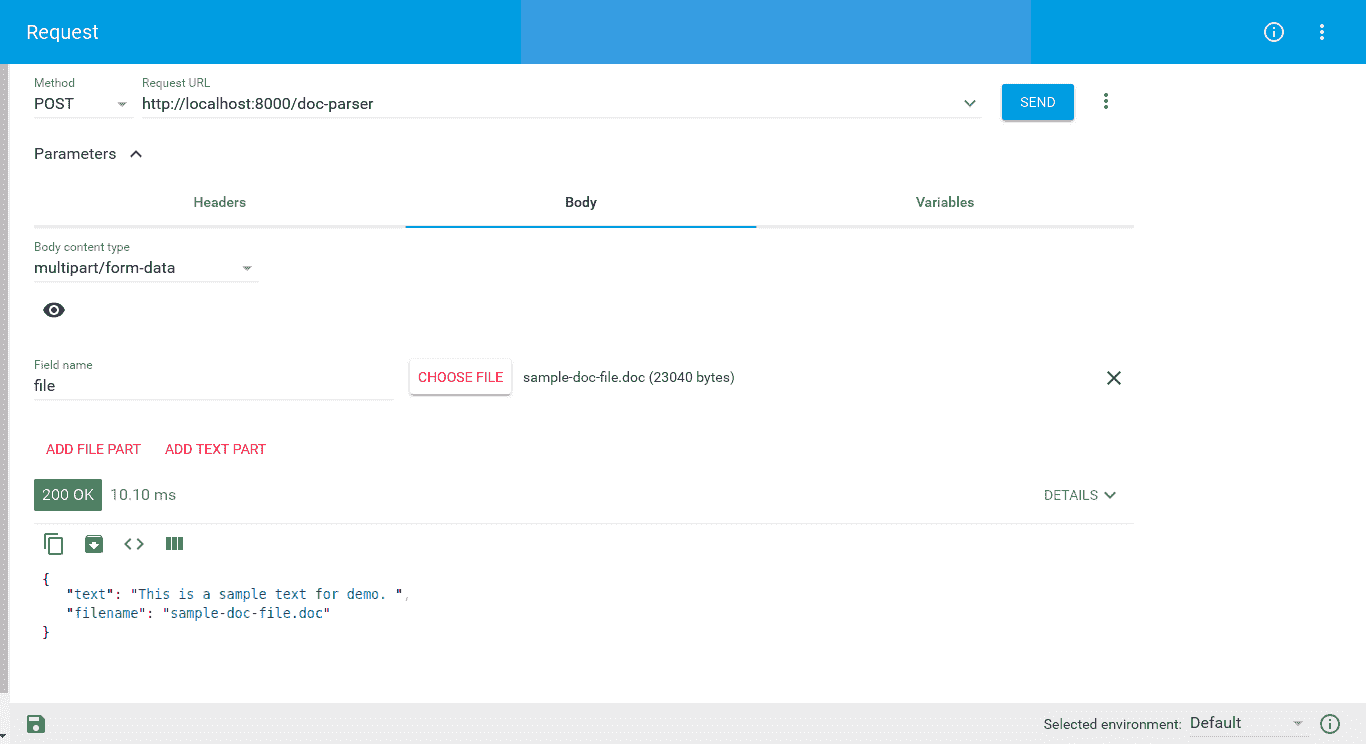 Request
Method
Request URL
POST
http://localhost:8000/doc-parser
SEND
Parameters
Headers
Body
Variables
Body content type
multipart/form-data
Field name
file
CHOOSE FILE
sample-doc-file.doc (23040 bytes)
ADD FILE PART
ADD TEXT PART
200 OK
10.10 ms
DETAILS
{
"text": "This is a sample text for demo. ",
"filename": "sample-doc-file.doc"
}
Selected environment:
Default